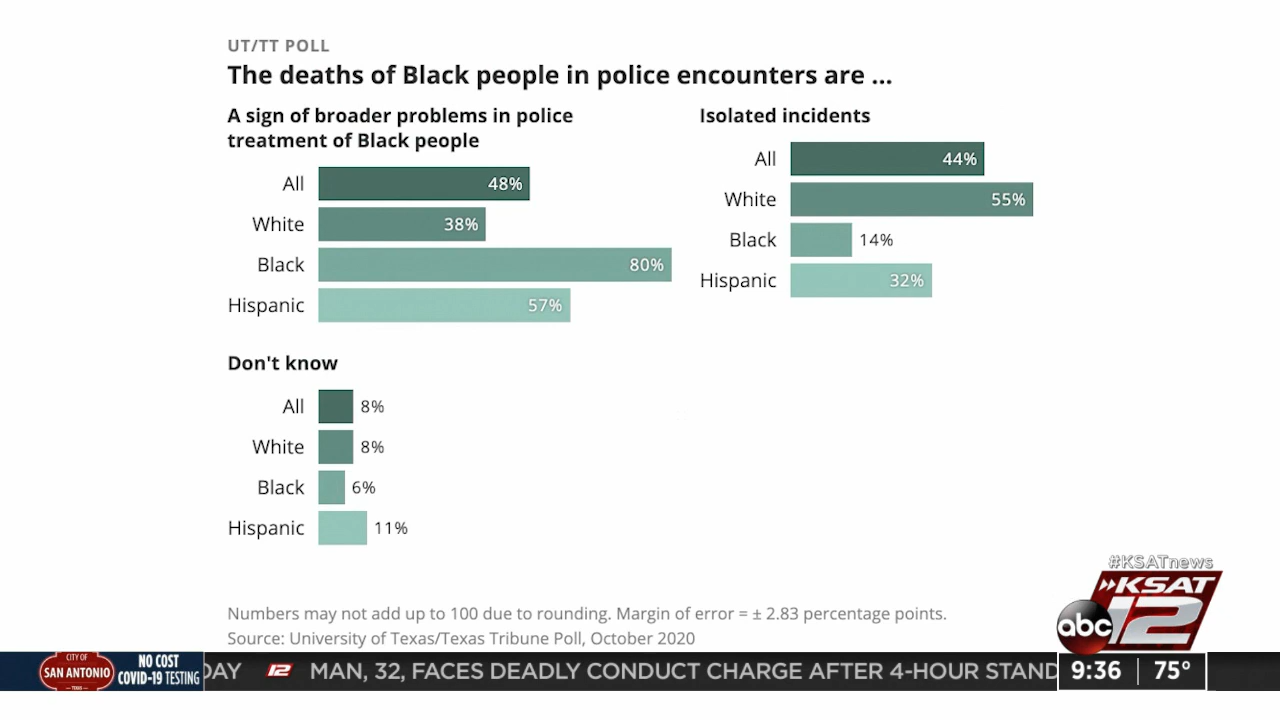 UT/TT POLL
The deaths of Black people in police encounters are ...
A sign of broader problems in police
treatment of Black people
All 48%
White 38%
Black 80%
Hispanic 57%
Isolated incidents
All 44%
White 55%
Black 14%
Hispanic 32%
Don't know
All 8%
White 8%
Black 6%
Hispanic 11%
Numbers may not add up to 100 due to rounding. Margin of error = ± 2.83 percentage points.
Source: University of Texas/Texas Tribune Poll, October 2020
#KSATnews
KSAT
abc 12
CITY OF
SAN ANTONIO
TEXAS
NO COST
COVID-19 TESTING
DAY 12 MAN, 32, FACES DEADLY CONDUCT CHARGE AFTER 4-HOUR STAND
9:36 75°